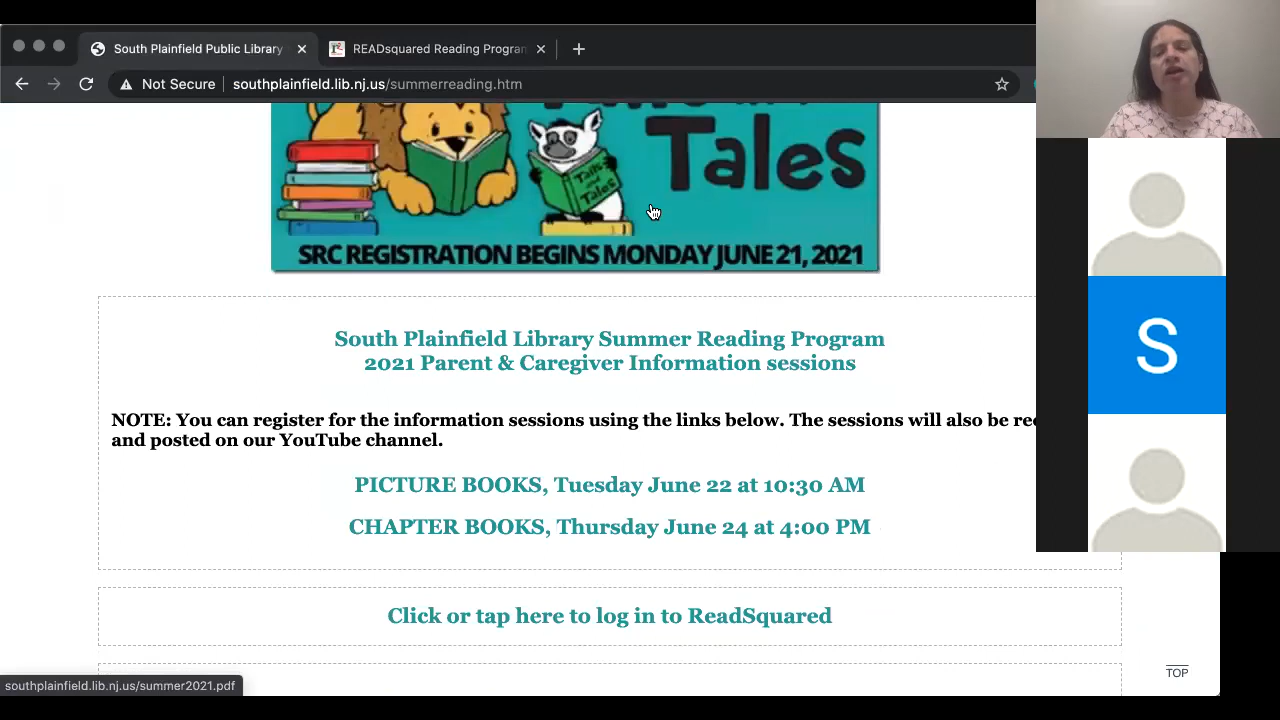 South Plainfield Public Library
READsquared Reading Program
Not Secure
southplainfield.lib.nj.us/summerreading.htm
Tales
Tails and Tales
SRC REGISTRATION BEGINS MONDAY JUNE 21, 2021
South Plainfield Library Summer Reading Program
2021 Parent & Caregiver Information sessions
NOTE: You can register for the information sessions using the links below. The sessions will also be
and posted on our YouTube channel.
PICTURE BOOKS, Tuesday June 22 at 10:30 AM
CHAPTER BOOKS, Thursday June 24 at 4:00 PM
Click or tap here to log in to ReadSquared
TOP
southplainfield.lib.nj.us/summer2021.pdf
S